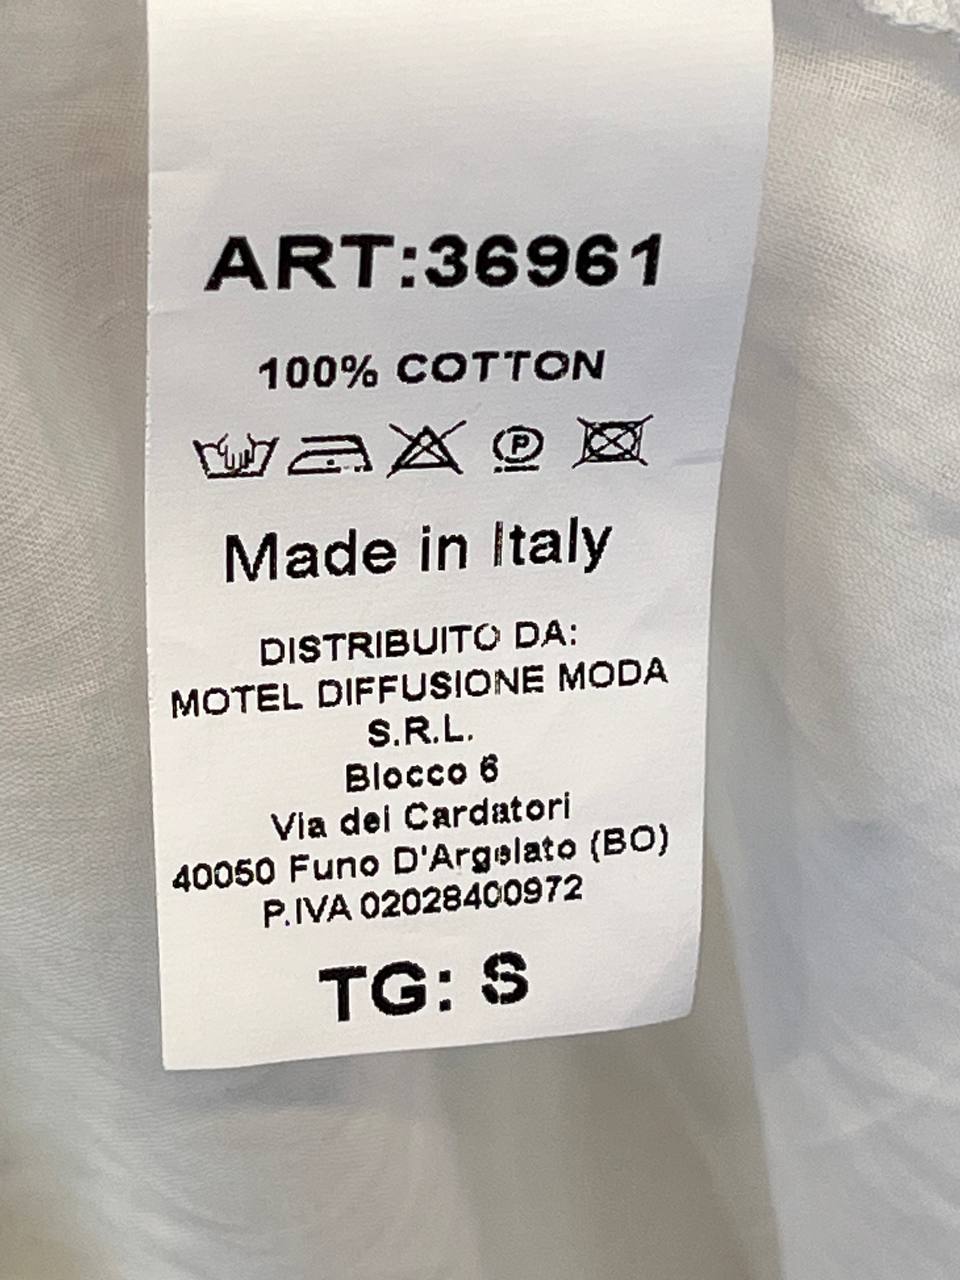 ART:36961
100% COTTON
P
Made in Italy
DISTRIBUITO DA:
MOTEL DIFFUSIONE MODA
S.R.L.
Blocco 6
Via dei Cardatori
40050 Funo D'Argelato (BO)
P.IVA 02028400972
TG: S